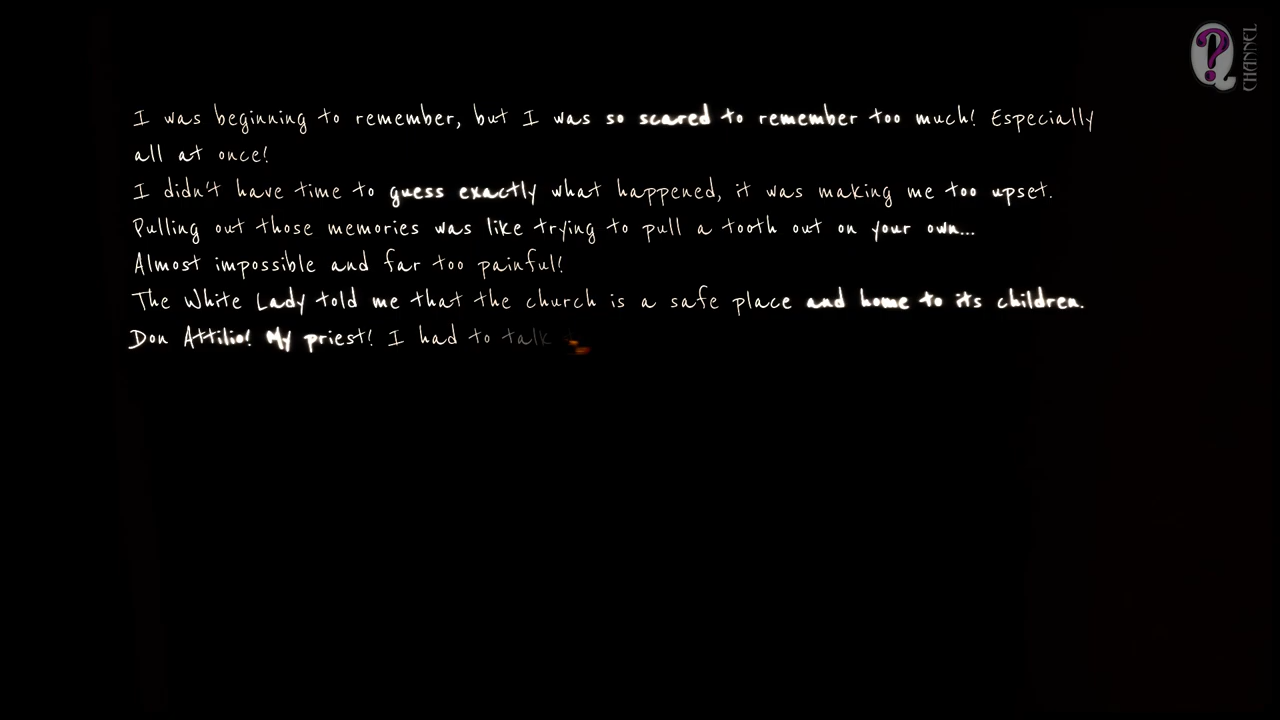 I was beginning to remember, but I was so scared to remember too much! Especially
all at once!
I didn't have time to guess exactly what happened, it was making me too upset.
Pulling out those memories was like trying to pull a tooth out on your own...
Almost impossible and far too painful!
The White Lady told me that the church is a safe place and home to its children.
Don Attilio! My priest! I had to talk
? CHANNEL